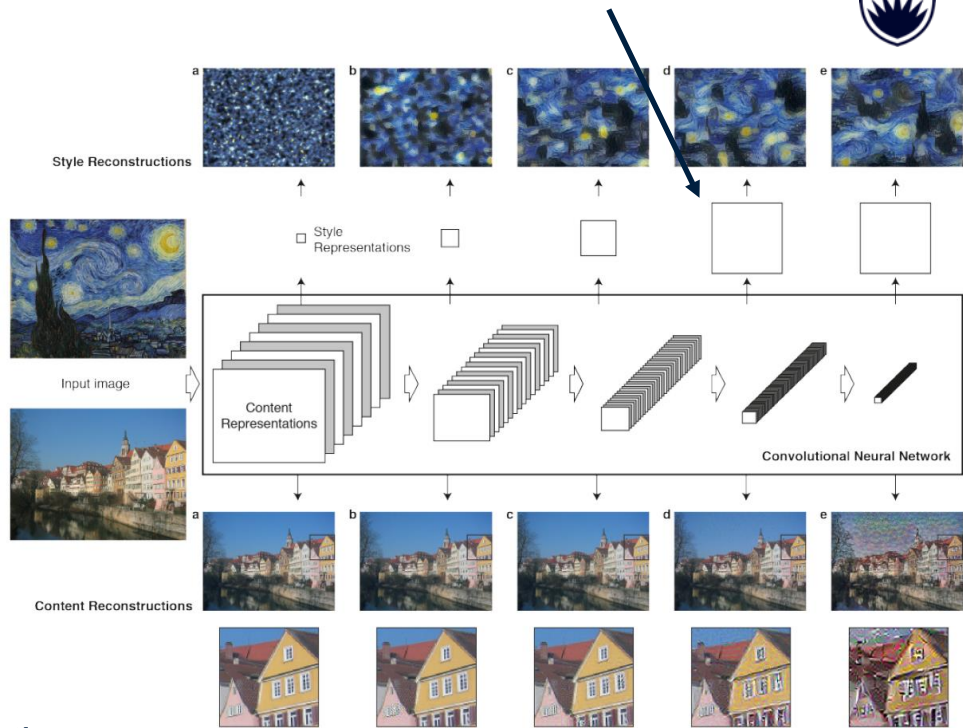 a b c d e
Style Reconstructions
Style
Representations
Input image
Content
Representations
Convolutional Neural Network
a b c d e
Content Reconstructions